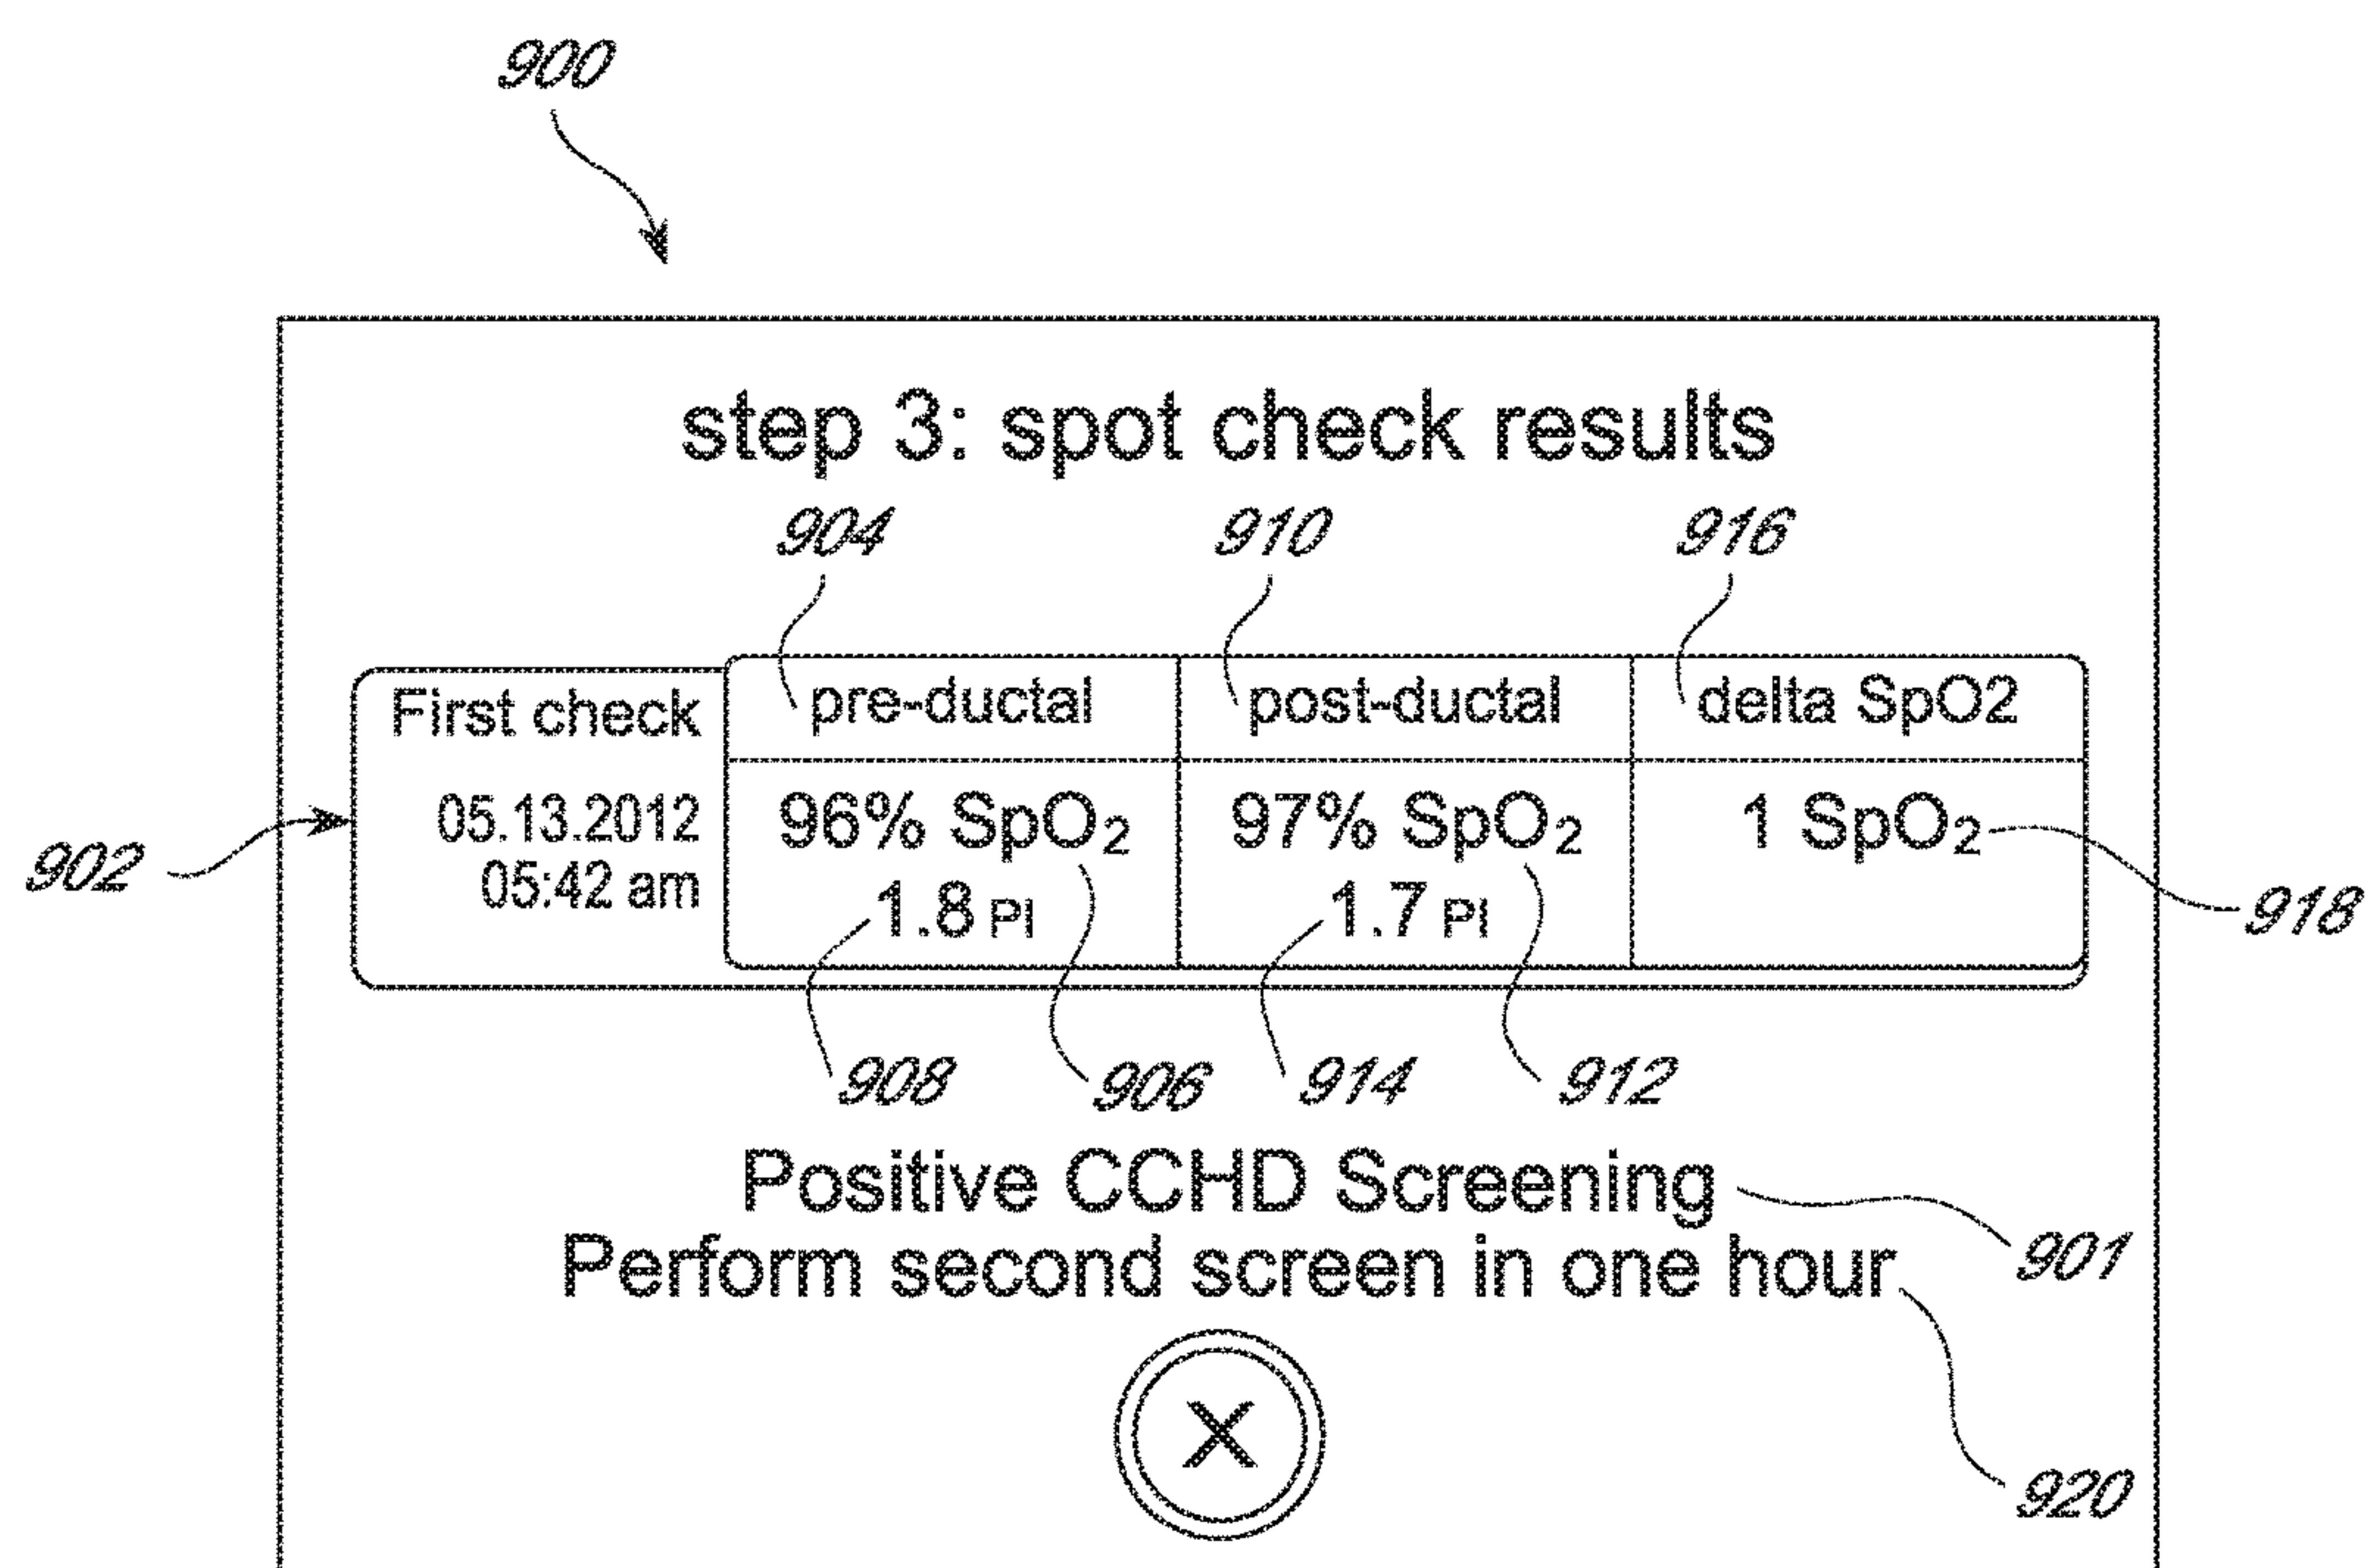 900
step 3: spot check results
904 910 916
First check pre-ductal post-ductal delta SpO2
05.13.2012 96% SpO₂ 97% SpO₂ 1 SpO₂
05:42 am 1.8 PI 1.7 PI
902 918
908 906 914 912
Positive CCHD Screening
901
Perform second screen in one hour
X
920